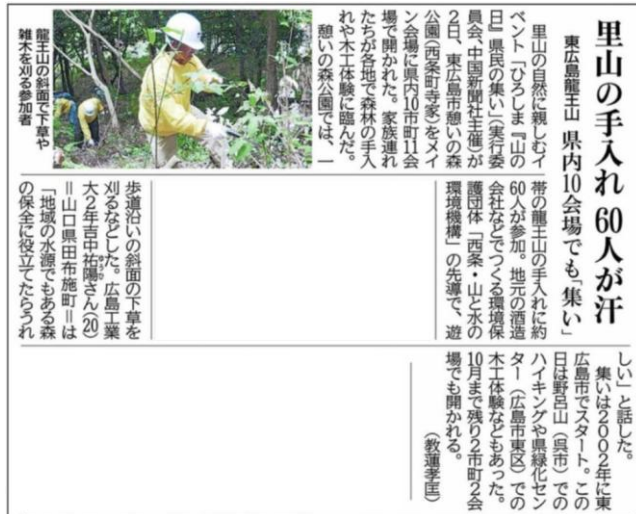 里山の手入れ 60人が汗
東広島龍王山 県内10会場でも「集い」
里山の自然に親しむイ
ベント「ひろしま『山の
日』県民の集い」(実行委
員会、中国新聞社主催)が
2日、東広島市憩いの森
公園(西条町寺家)をメイ
ン会場に県内10市町11会
場で開かれた。家族連れ
たちが各地で森林の手入
れや木工体験に臨んだ。
憩いの森公園では、一
帯の龍王山の手入れに約
60人が参加。地元の酒造
会社などでつくる環境保
護団体「西条・山と水の
環境機構」の先導で、遊
歩道沿いの斜面の下草を
刈るなどした。広島工業
大2年吉中祐陽さん(20)
ゆうひ
=山口県田布施町=は
「地域の水源でもある森
の保全に役立てたらうれ
しい」と話した。
集いは2002年に東
広島市でスタート。この
日は野呂山(呉市)での
ハイキングや県緑化セン
ター(広島市東区)での
木工体験などもあった。
10月まで残り2市町2会
場でも開かれる。
(教蓮孝匡)
龍王山の斜面で下草や
雑木を刈る参加者